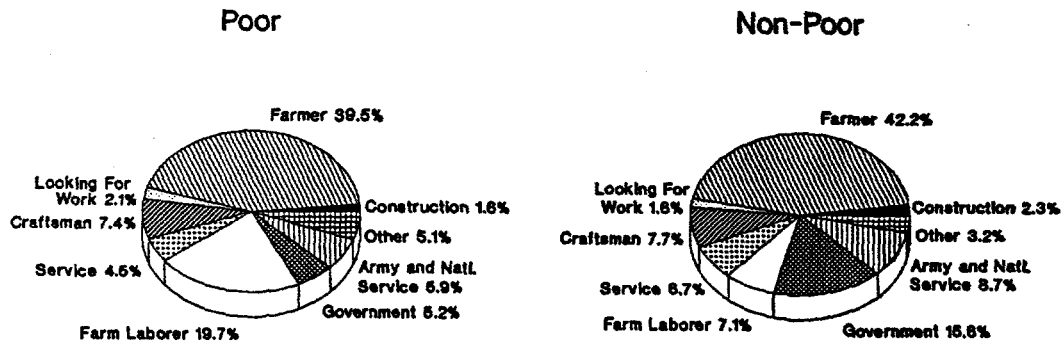 Poor
Non-Poor
Farmer 39.5%
Looking For
Work 2.1%
Craftsman 7.4%
Service 4.5%
Farm Laborer 19.7%
Government 5.2%
Army and Natl.
Service 5.9%
Other 5.1%
Construction 1.6%
Farmer 42.2%
Looking For
Work 1.6%
Craftsman 7.7%
Service 6.7%
Farm Laborer 7.1%
Government 15.6%
Army and Natl.
Service 8.7%
Other 3.2%
Construction 2.3%